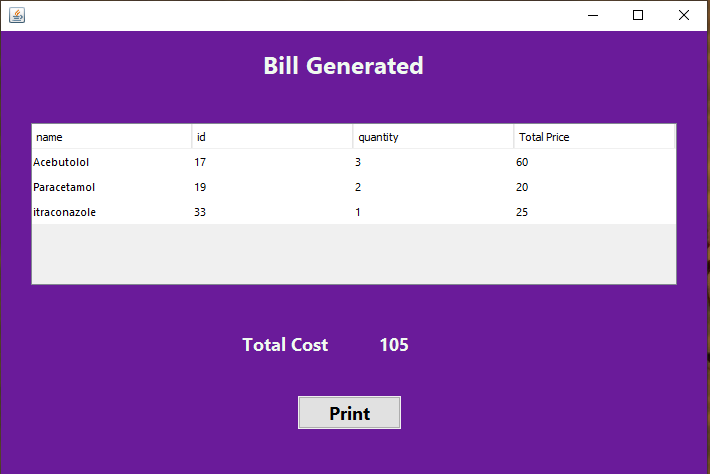 Bill Generated
name id quantity Total Price
Acebutolol 17 3 60
Paracetamol 19 2 20
itraconazole 33 1 25
Total Cost 105
Print